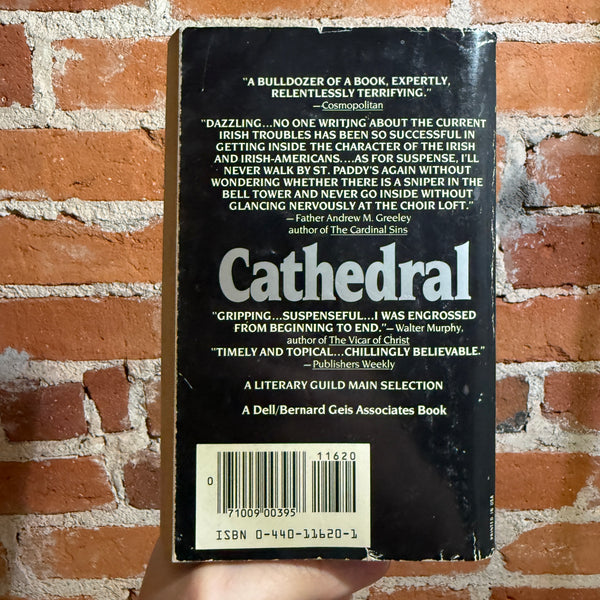 "A BULLDOZER OF A BOOK, EXPERTLY,
RELENTLESSLY TERRIFYING."
—Cosmopolitan
"DAZZLING...NO ONE WRITING ABOUT THE CURRENT
IRISH TROUBLES HAS BEEN SO SUCCESSFUL IN
GETTING INSIDE THE CHARACTER OF THE IRISH
AND IRISH-AMERICANS....AS FOR SUSPENSE, I'LL
NEVER WALK BY ST. PADDY'S AGAIN WITHOUT
WONDERING WHETHER THERE IS A SNIPER IN THE
BELL TOWER AND NEVER GO INSIDE WITHOUT
GLANCING NERVOUSLY AT THE CHOIR LOFT."
— Father Andrew M. Greeley
author of The Cardinal Sins
Cathedral
"GRIPPING...SUSPENSEFUL...I WAS ENGROSSED
FROM BEGINNING TO END."— Walter Murphy,
author of The Vicar of Christ
"TIMELY AND TOPICAL...CHILLINGLY BELIEVABLE."
— Publishers Weekly
A LITERARY GUILD MAIN SELECTION
A Dell/Bernard Geis Associates Book
11620
0
71009 00395
ISBN 0-440-11620-1
PRINTED IN USA